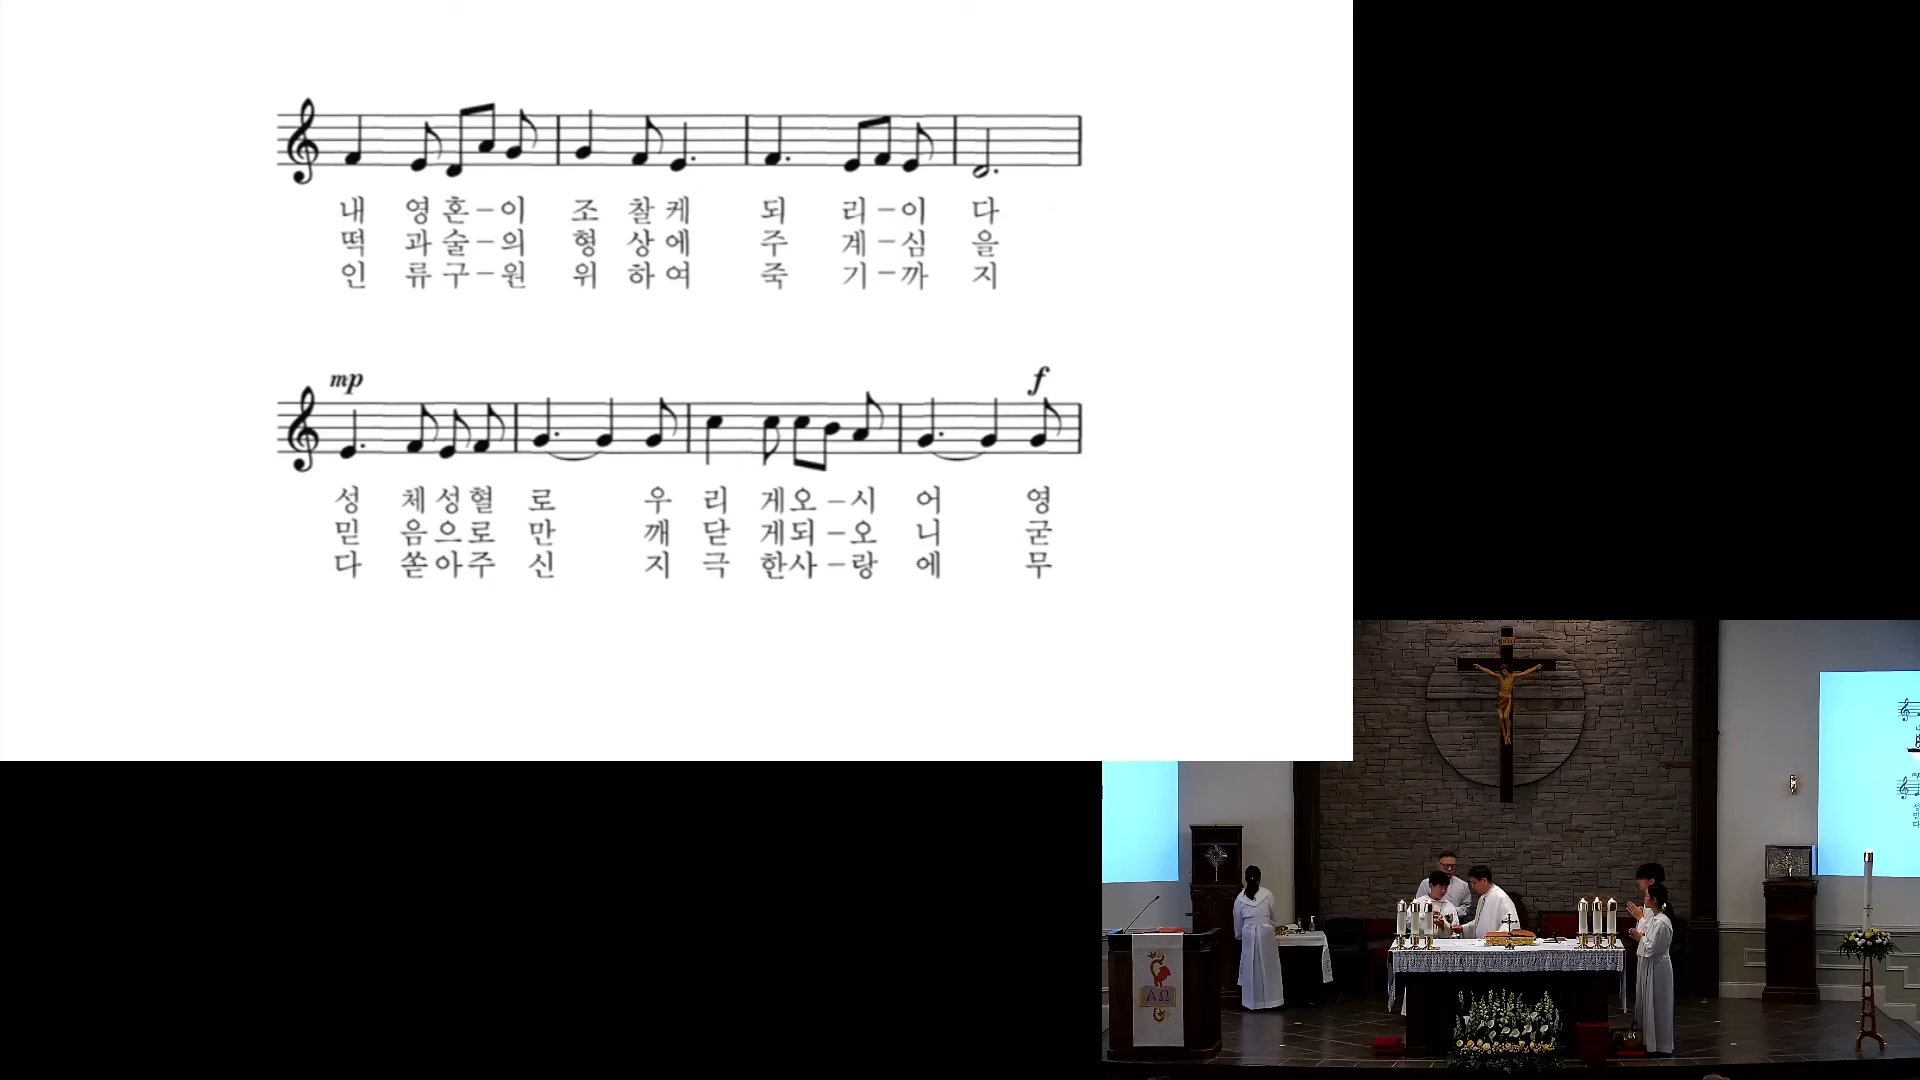 내 영혼-이 조 찰케 되 리-이 다
떡 과술-의 형 상에 주 계-심 을
인 류구-원 위 하여 죽 기-까 지
mp f
성 체성혈 로 우 리 게오-시 어 영
믿 음으로 만 깨 닫 게되-오 니 굳
다 쏟아주 신 지 극 한사-랑 에 무
ΑΩ